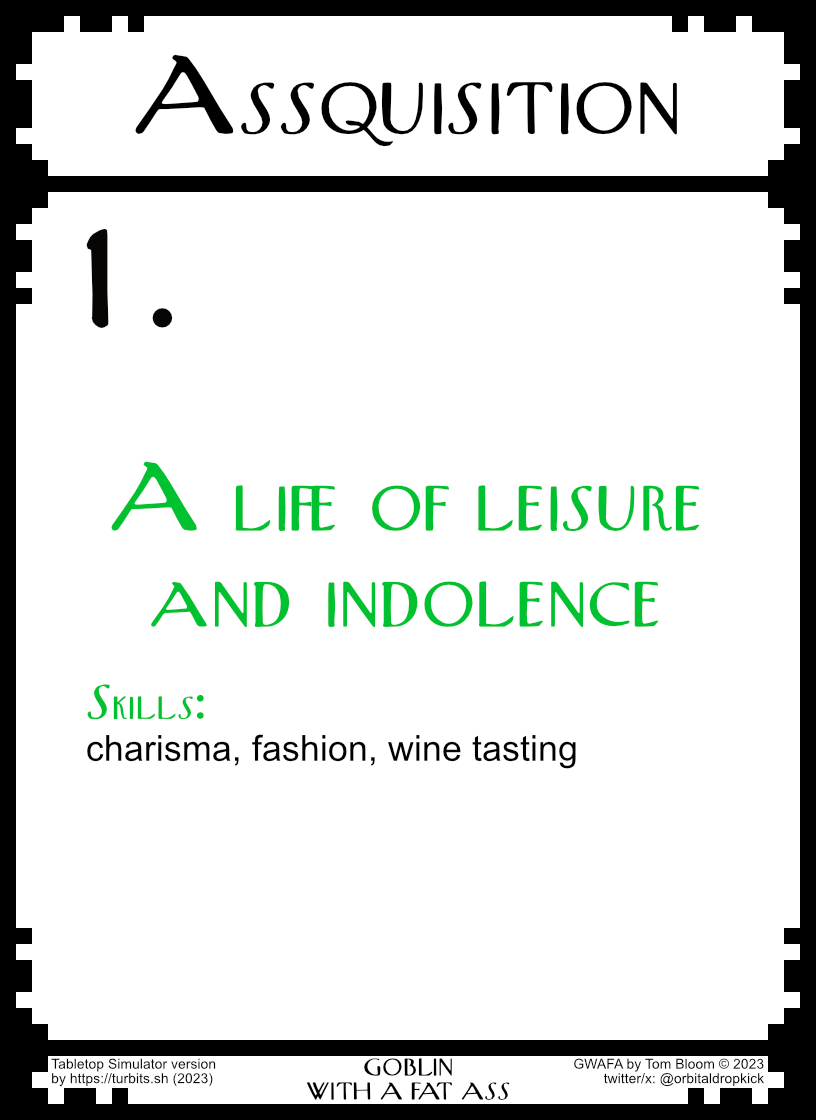 Assquisition
1.
A life of leisure
and indolence
Skills:
charisma, fashion, wine tasting
Tabletop Simulator version
by https://turbits.sh (2023)
Goblin
with a fat Ass
GWAFA by Tom Bloom © 2023
twitter/x: @orbitaldropkick